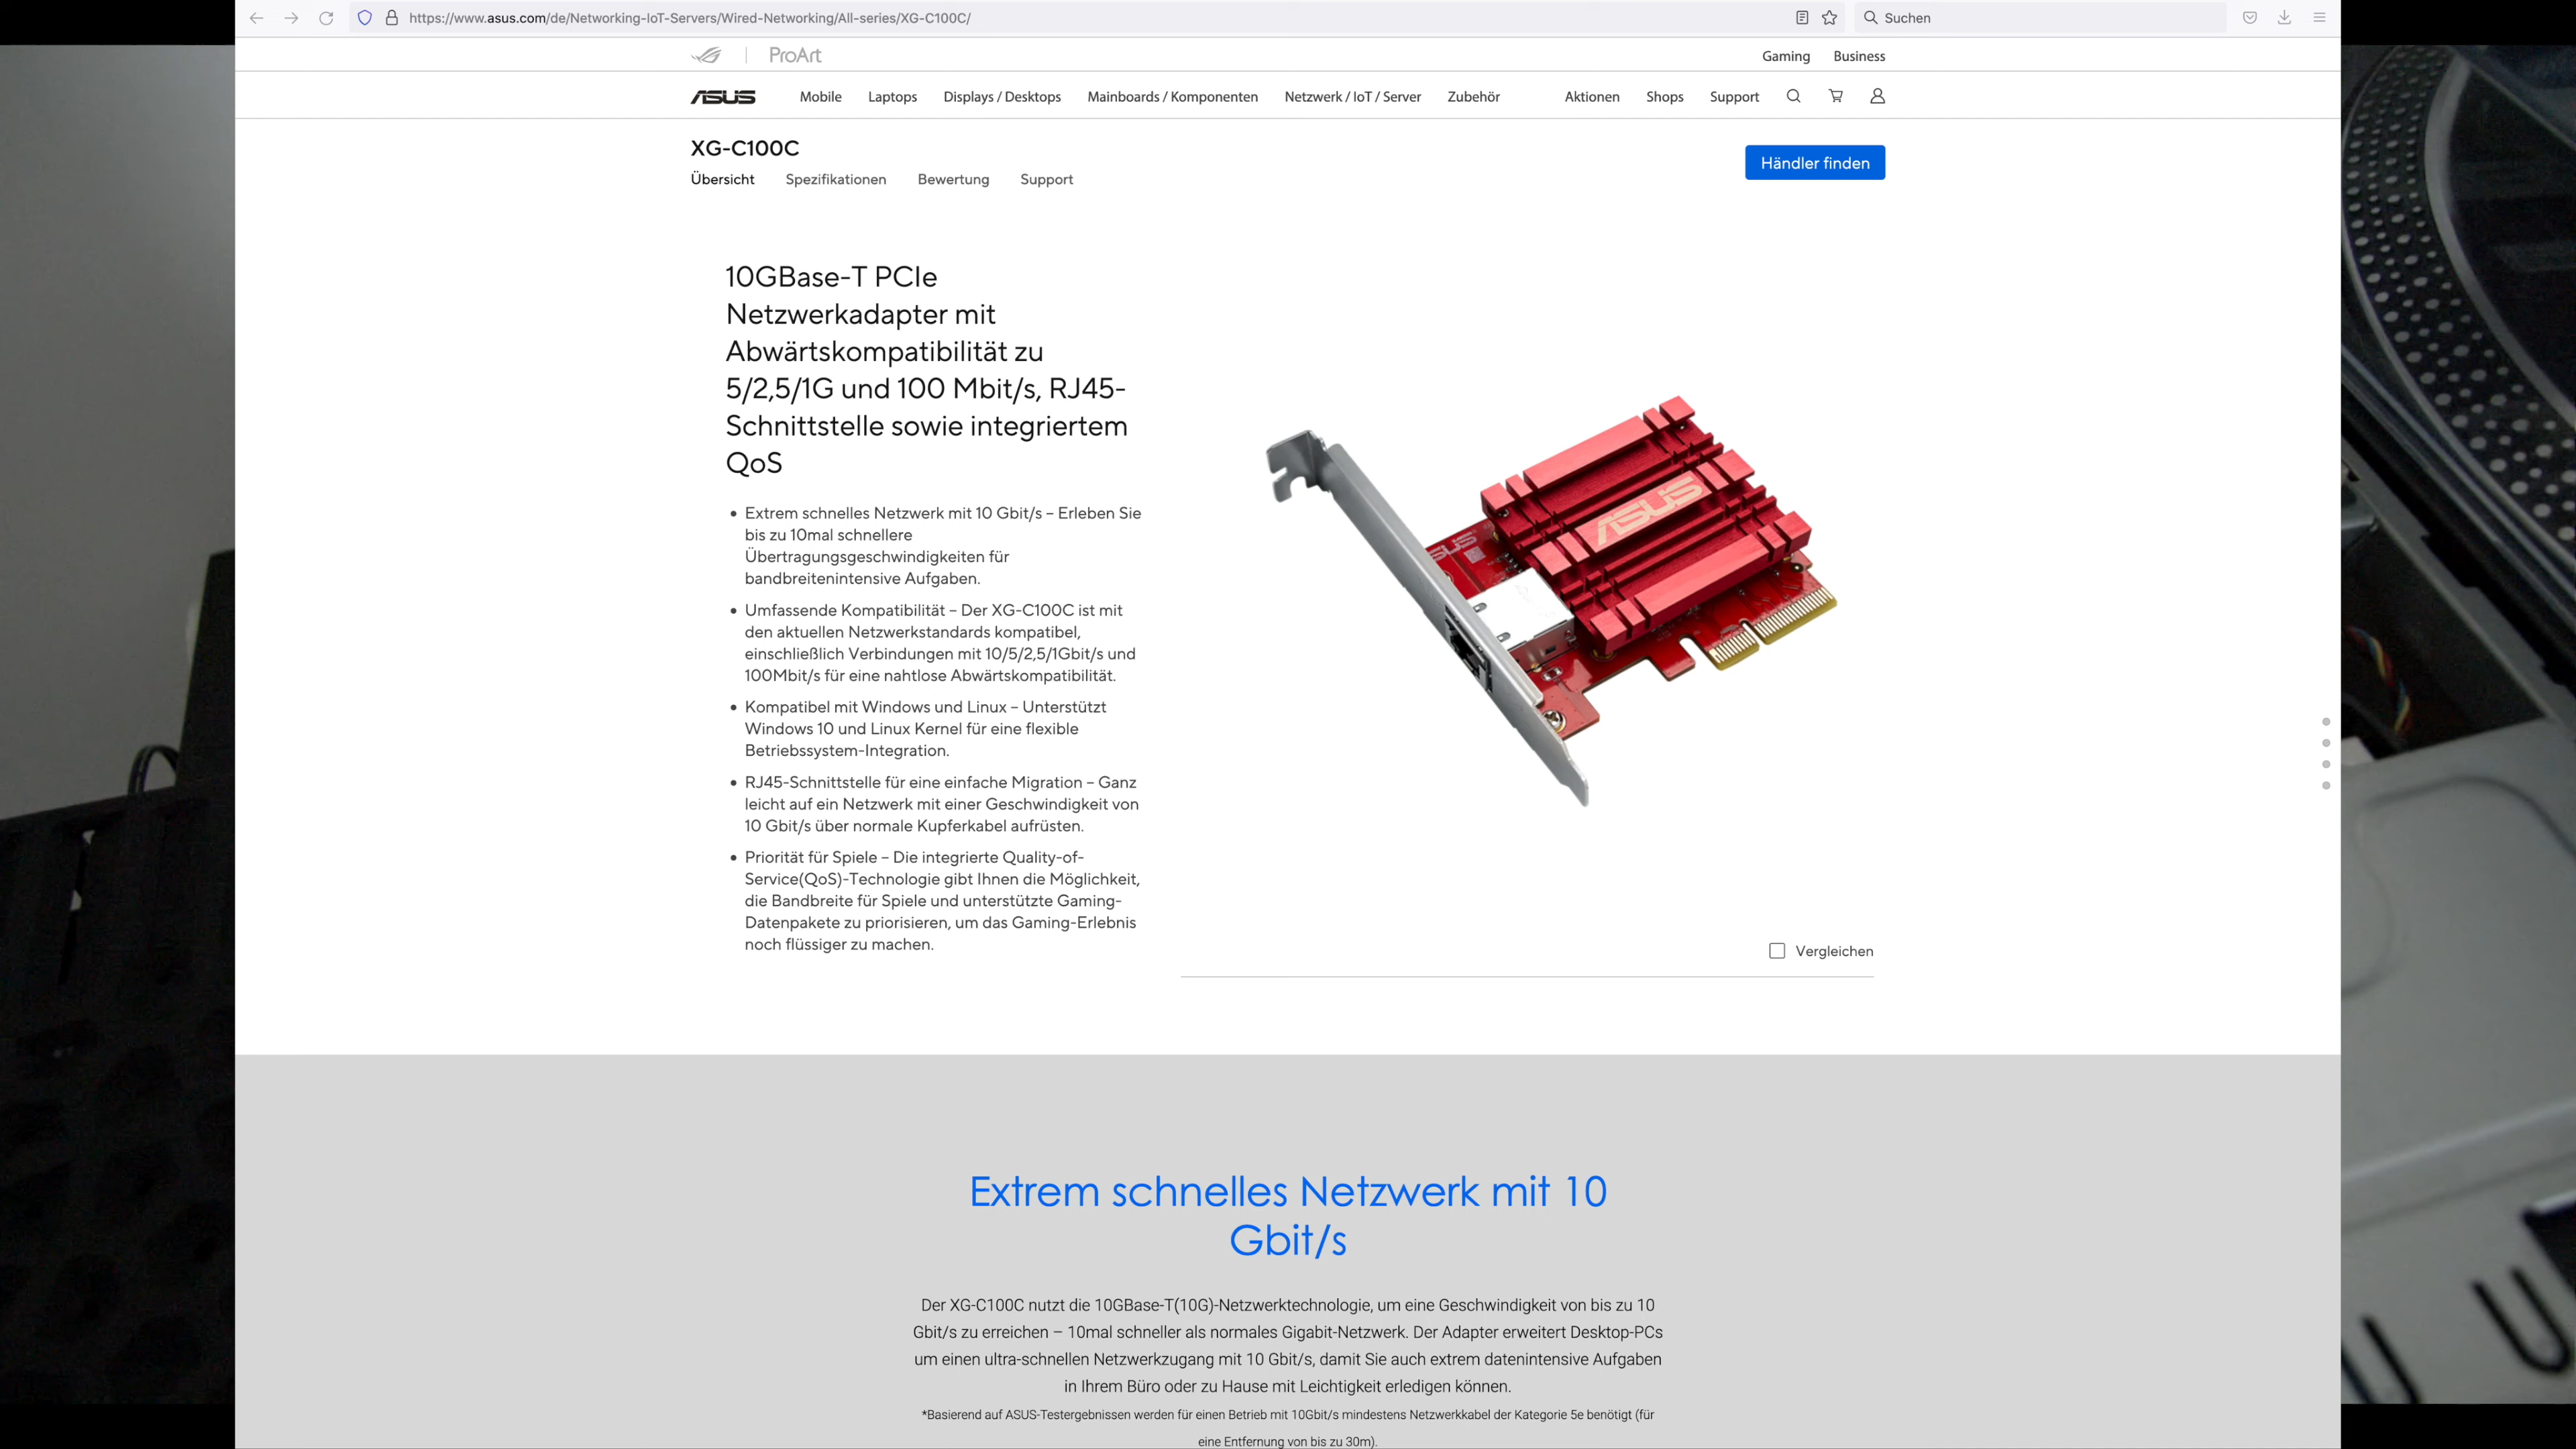 https://www.asus.com/de/Networking-IoT-Servers/Wired-Networking/All-series/XG-C100C/
Suchen
ProArt
Gaming Business
ASUS Mobile Laptops Displays / Desktops Mainboards / Komponenten Netzwerk / IoT / Server Zubehör Aktionen Shops Support
XG-C100C
Händler finden
Übersicht Spezifikationen Bewertung Support
10GBase-T PCIe
Netzwerkadapter mit
Abwärtskompatibilität zu
5/2,5/1G und 100 Mbit/s, RJ45-
Schnittstelle sowie integriertem
QoS
• Extrem schnelles Netzwerk mit 10 Gbit/s – Erleben Sie
bis zu 10mal schnellere
Übertragungsgeschwindigkeiten für
bandbreitenintensive Aufgaben.
• Umfassende Kompatibilität – Der XG-C100C ist mit
den aktuellen Netzwerkstandards kompatibel,
einschließlich Verbindungen mit 10/5/2,5/1Gbit/s und
100Mbit/s für eine nahtlose Abwärtskompatibilität.
• Kompatibel mit Windows und Linux – Unterstützt
Windows 10 und Linux Kernel für eine flexible
Betriebssystem-Integration.
• RJ45-Schnittstelle für eine einfache Migration – Ganz
leicht auf ein Netzwerk mit einer Geschwindigkeit von
10 Gbit/s über normale Kupferkabel aufrüsten.
• Priorität für Spiele – Die integrierte Quality-of-
Service(QoS)-Technologie gibt Ihnen die Möglichkeit,
die Bandbreite für Spiele und unterstützte Gaming-
Datenpakete zu priorisieren, um das Gaming-Erlebnis
noch flüssiger zu machen.
ASUS
ASUS
Vergleichen
Extrem schnelles Netzwerk mit 10
Gbit/s
Der XG-C100C nutzt die 10GBase-T(10G)-Netzwerktechnologie, um eine Geschwindigkeit von bis zu 10
Gbit/s zu erreichen – 10mal schneller als normales Gigabit-Netzwerk. Der Adapter erweitert Desktop-PCs
um einen ultra-schnellen Netzwerkzugang mit 10 Gbit/s, damit Sie auch extrem datenintensive Aufgaben
in Ihrem Büro oder zu Hause mit Leichtigkeit erledigen können.
*Basierend auf ASUS-Testergebnissen werden für einen Betrieb mit 10Gbit/s mindestens Netzwerkkabel der Kategorie 5e benötigt (für
eine Entfernung von bis zu 30m).